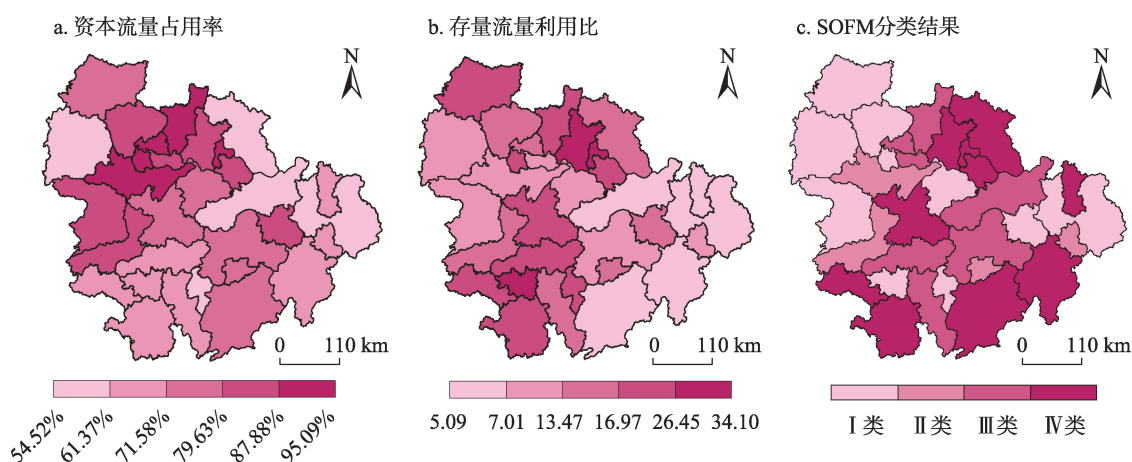 a. 资本流量占用率
b. 存量流量利用比
c. SOFM分类结果
N
N
N
0 110 km
0 110 km
0 110 km
54.52% 61.37% 71.58% 79.63% 87.88% 95.09%
5.09 7.01 13.47 16.97 26.45 34.10
Ⅰ类 Ⅱ类 Ⅲ类 Ⅳ类